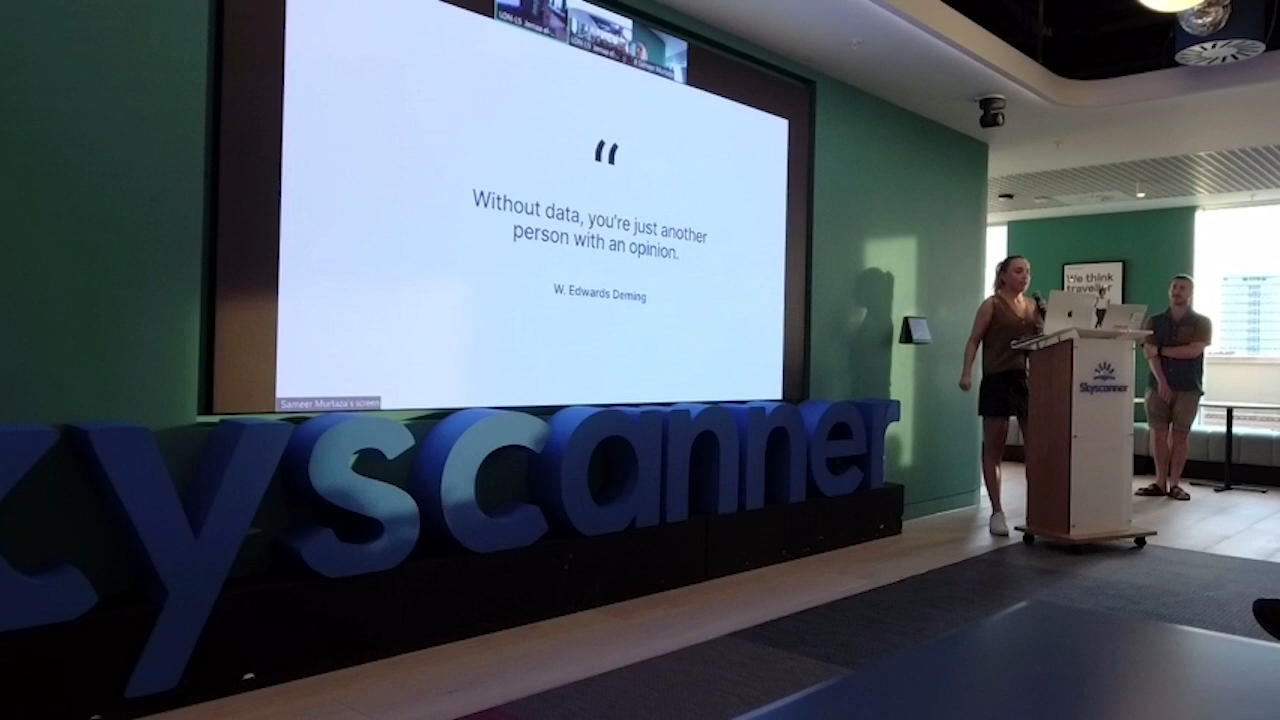 “
Without data, you're just another
person with an opinion.
W. Edwards Deming
Sameer Murtaza's screen
skyscanner
We think
traveller
Skyscanner